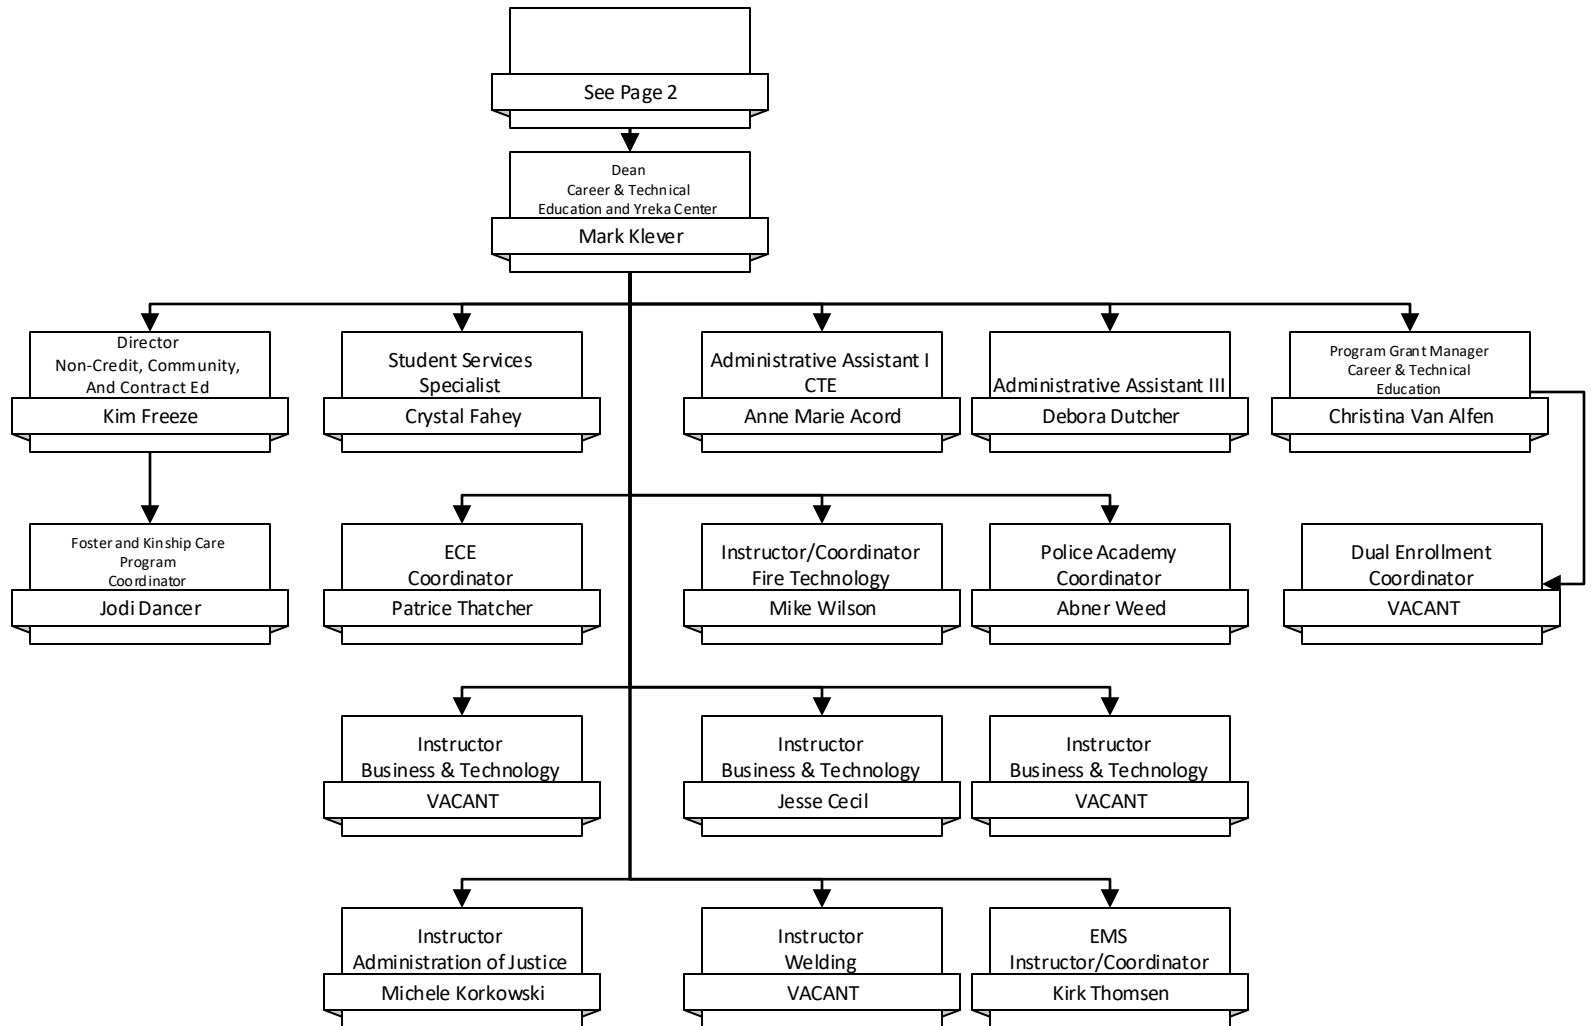 See Page 2
Dean
Career & Technical
Education and Yreka Center
Mark Klever
Director
Non-Credit, Community,
And Contract Ed
Kim Freeze
Student Services
Specialist
Crystal Fahey
Administrative Assistant I
CTE
Anne Marie Acord
Administrative Assistant III
Debora Dutcher
Program Grant Manager
Career & Technical
Education
Christina Van Alfen
Foster and Kinship Care
Program
Coordinator
Jodi Dancer
ECE
Coordinator
Patrice Thatcher
Instructor/Coordinator
Fire Technology
Mike Wilson
Police Academy
Coordinator
Abner Weed
Dual Enrollment
Coordinator
VACANT
Instructor
Business & Technology
VACANT
Instructor
Business & Technology
Jesse Cecil
Instructor
Business & Technology
VACANT
Instructor
Administration of Justice
Michele Korkowski
Instructor
Welding
VACANT
EMS
Instructor/Coordinator
Kirk Thomsen